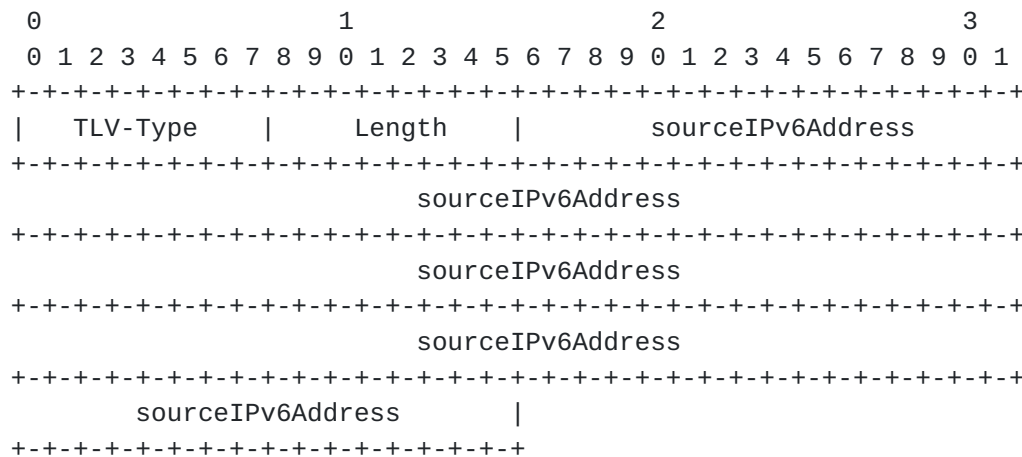 0                   1                   2                   3
 0 1 2 3 4 5 6 7 8 9 0 1 2 3 4 5 6 7 8 9 0 1 2 3 4 5 6 7 8 9 0 1
+-+-+-+-+-+-+-+-+-+-+-+-+-+-+-+-+-+-+-+-+-+-+-+-+-+-+-+-+-+-+-+-+
|   TLV-Type    |     Length    |        sourceIPv6Address
+-+-+-+-+-+-+-+-+-+-+-+-+-+-+-+-+-+-+-+-+-+-+-+-+-+-+-+-+-+-+-+-+
                          sourceIPv6Address
+-+-+-+-+-+-+-+-+-+-+-+-+-+-+-+-+-+-+-+-+-+-+-+-+-+-+-+-+-+-+-+-+
                          sourceIPv6Address
+-+-+-+-+-+-+-+-+-+-+-+-+-+-+-+-+-+-+-+-+-+-+-+-+-+-+-+-+-+-+-+-+
                          sourceIPv6Address
+-+-+-+-+-+-+-+-+-+-+-+-+-+-+-+-+-+-+-+-+-+-+-+-+-+-+-+-+-+-+-+-+
        sourceIPv6Address       |
+-+-+-+-+-+-+-+-+-+-+-+-+-+-+-+-+